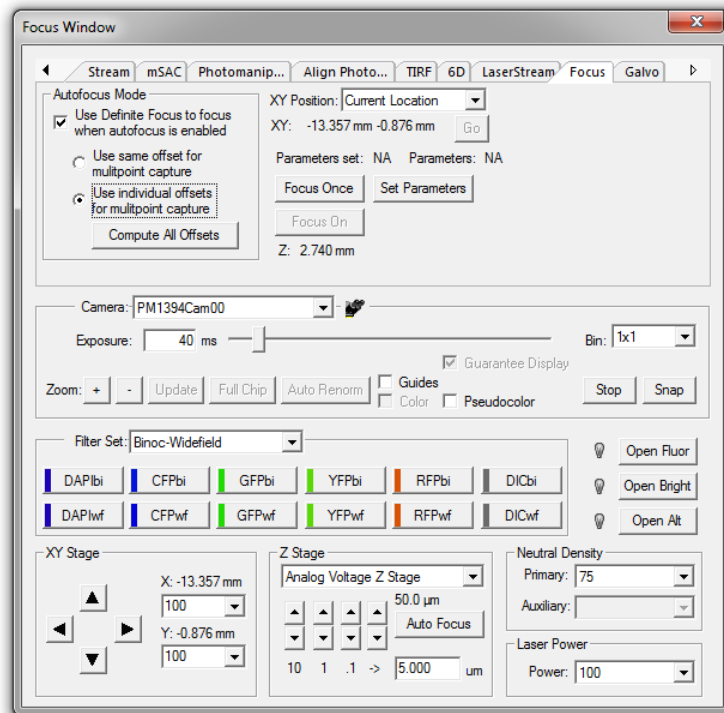 Focus Window
x
Stream mSAC Photomanip... Align Photo... TIRF 6D LaserStream Focus Galvo
Autofocus Mode
Use Definite Focus to focus
when autofocus is enabled
Use same offset for
mulitpoint capture
Use individual offsets
for mulitpoint capture
Compute All Offsets
XY Position: Current Location
XY: -13.357 mm -0.876 mm Go
Parameters set: NA Parameters: NA
Focus Once Set Parameters
Focus On
Z: 2.740 mm
Camera: PM1394Cam00
Exposure: 40 ms Bin: 1x1
Guarantee Display
Zoom: + - Update Full Chip Auto Renorm Guides
Color Pseudocolor Stop Snap
Filter Set: Binoc-Widefield
DAPIbi CFPbi GFPbi YFPbi RFPbi DICbi
DAPIwf CFPwf GFPwf YFPwf RFPwf DICwf
Open Fluor
Open Bright
Open Alt
XY Stage
X: -13.357 mm
100
Y: -0.876 mm
100
Z Stage
Analog Voltage Z Stage
50.0 µm
Auto Focus
10 1 .1 -> 5.000 um
Neutral Density
Primary: 75
Auxiliary:
Laser Power
Power: 100